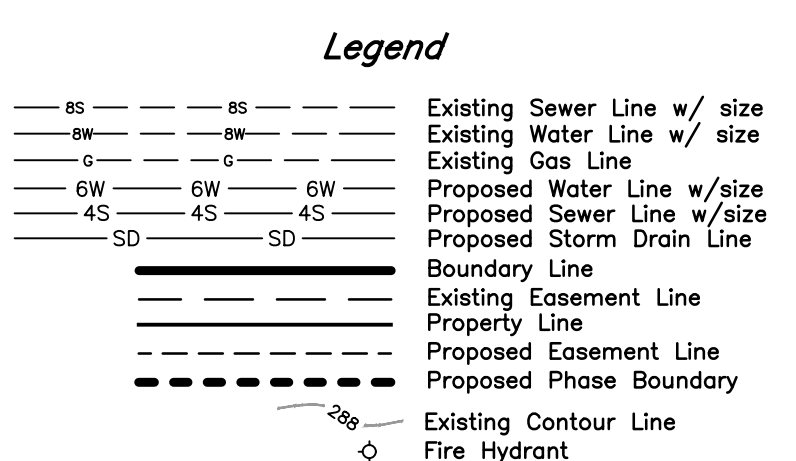 Legend
8S 8S Existing Sewer Line w/ size
8W 8W Existing Water Line w/ size
G G Existing Gas Line
6W 6W 6W Proposed Water Line w/size
4S 4S 4S Proposed Sewer Line w/size
SD SD Proposed Storm Drain Line
Boundary Line
Existing Easement Line
Property Line
Proposed Easement Line
Proposed Phase Boundary
288 Existing Contour Line
Fire Hydrant